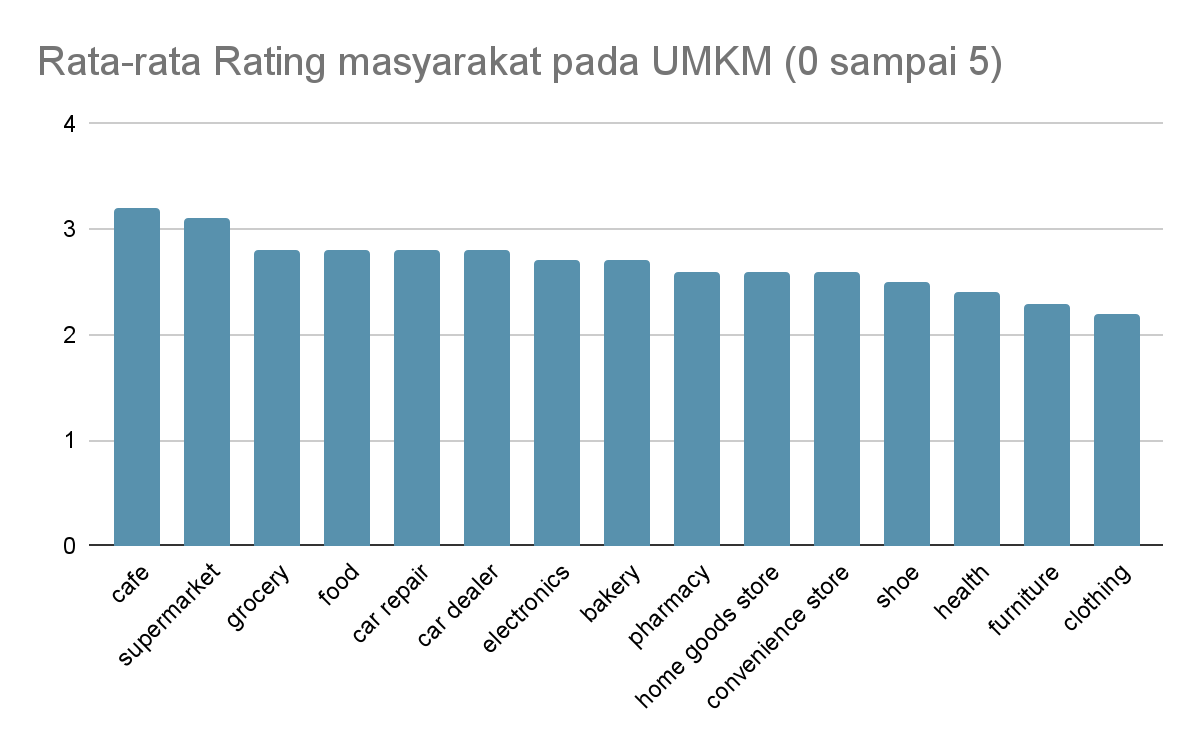 Rata-rata Rating masyarakat pada UMKM (0 sampai 5)
4
3
2
1
0
cafe
supermarket
grocery
food
car repair
car dealer
electronics
bakery
pharmacy
home goods store
convenience store
shoe
health
furniture
clothing